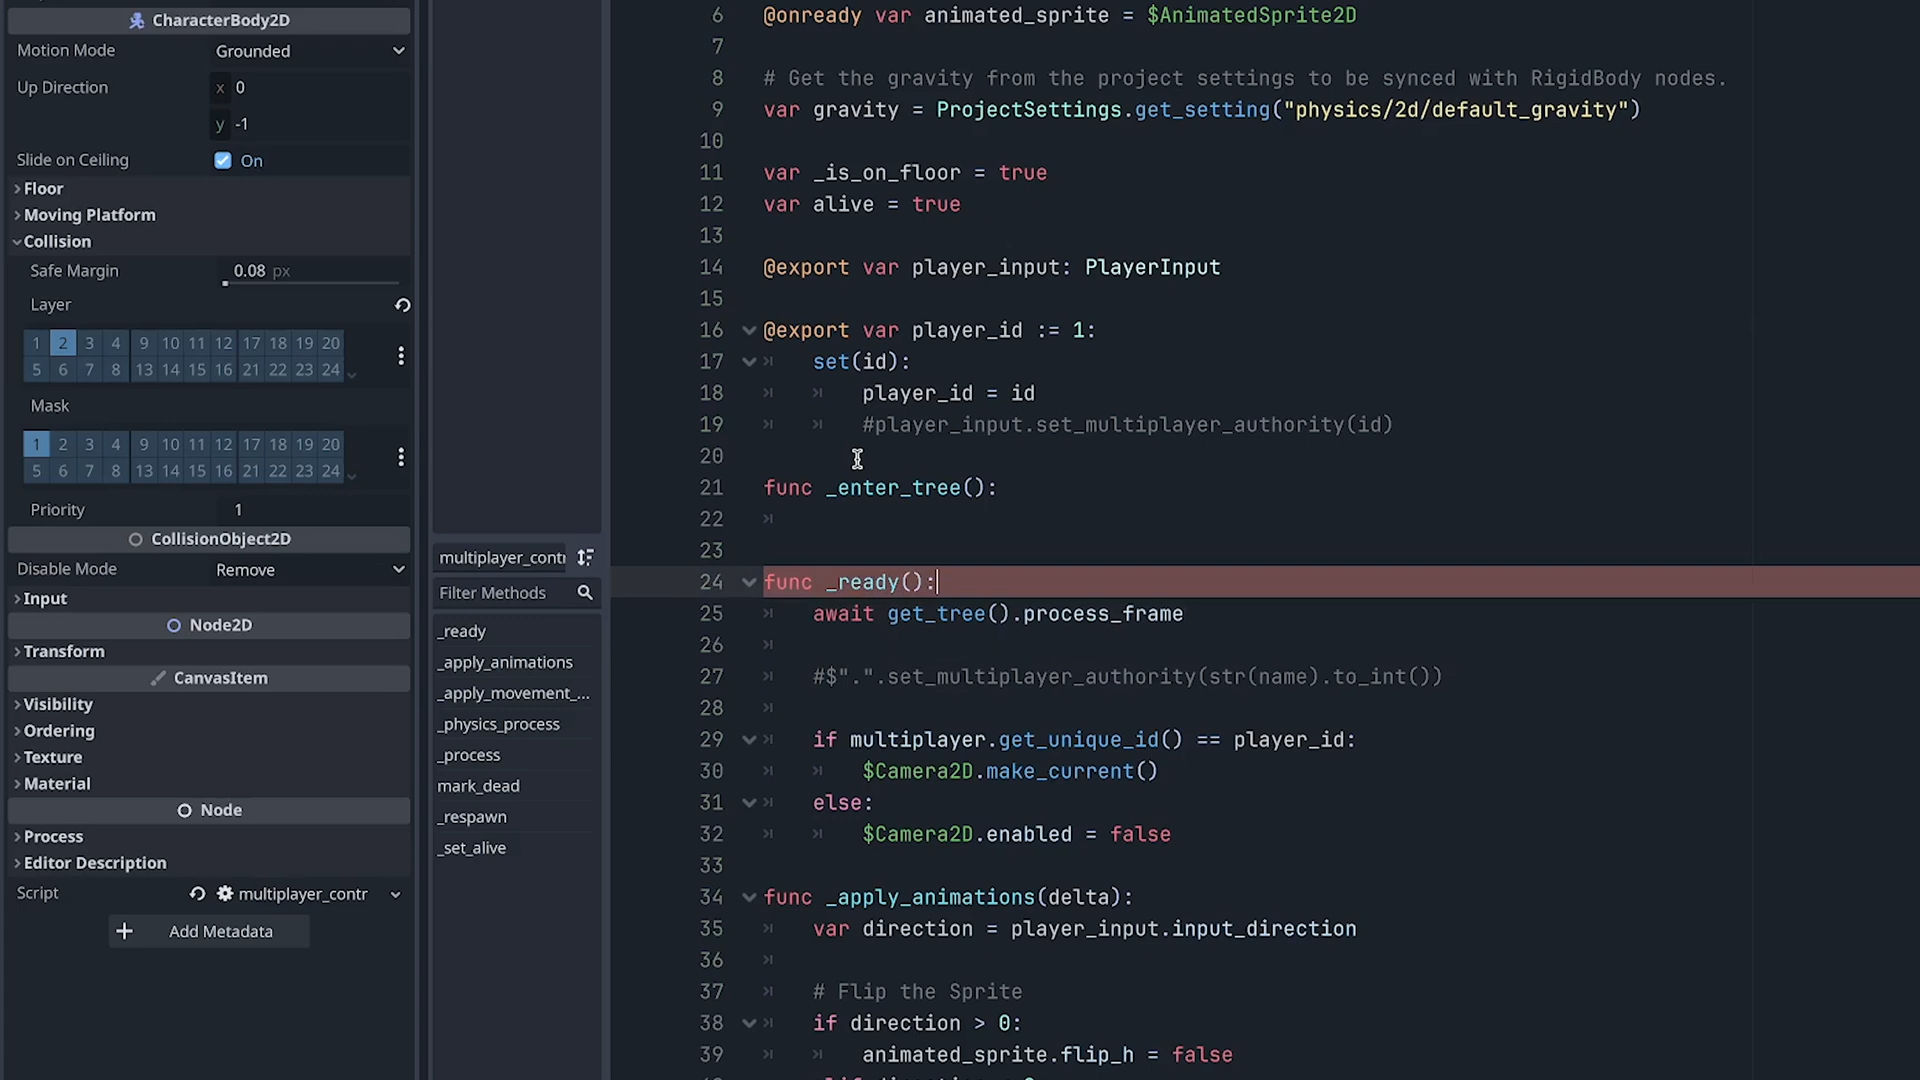 CharacterBody2D
Motion Mode Grounded
Up Direction x 0
y -1
Slide on Ceiling On
Floor
Moving Platform
Collision
Safe Margin 0.08 px
Layer
1 2 3 4 9 10 11 12 17 18 19 20
5 6 7 8 13 14 15 16 21 22 23 24
Mask
1 2 3 4 9 10 11 12 17 18 19 20
5 6 7 8 13 14 15 16 21 22 23 24
Priority 1
CollisionObject2D
Disable Mode Remove
Input
Node2D
Transform
CanvasItem
Visibility
Ordering
Texture
Material
Node
Process
Editor Description
Script multiplayer_contr
Add Metadata
multiplayer_contr
Filter Methods
_ready
_apply_animations
_apply_movement_...
_physics_process
_process
mark_dead
_respawn
_set_alive
6 @onready var animated_sprite = $AnimatedSprite2D
7
8 # Get the gravity from the project settings to be synced with RigidBody nodes.
9 var gravity = ProjectSettings.get_setting("physics/2d/default_gravity")
10
11 var _is_on_floor = true
12 var alive = true
13
14 @export var player_input: PlayerInput
15
16 @export var player_id := 1:
17 set(id):
18 player_id = id
19 #player_input.set_multiplayer_authority(id)
20
21 func _enter_tree():
22
23
24 func _ready():
25 await get_tree().process_frame
26
27 #$".".set_multiplayer_authority(str(name).to_int())
28
29 if multiplayer.get_unique_id() == player_id:
30 $Camera2D.make_current()
31 else:
32 $Camera2D.enabled = false
33
34 func _apply_animations(delta):
35 var direction = player_input.input_direction
36
37 # Flip the Sprite
38 if direction > 0:
39 animated_sprite.flip_h = false